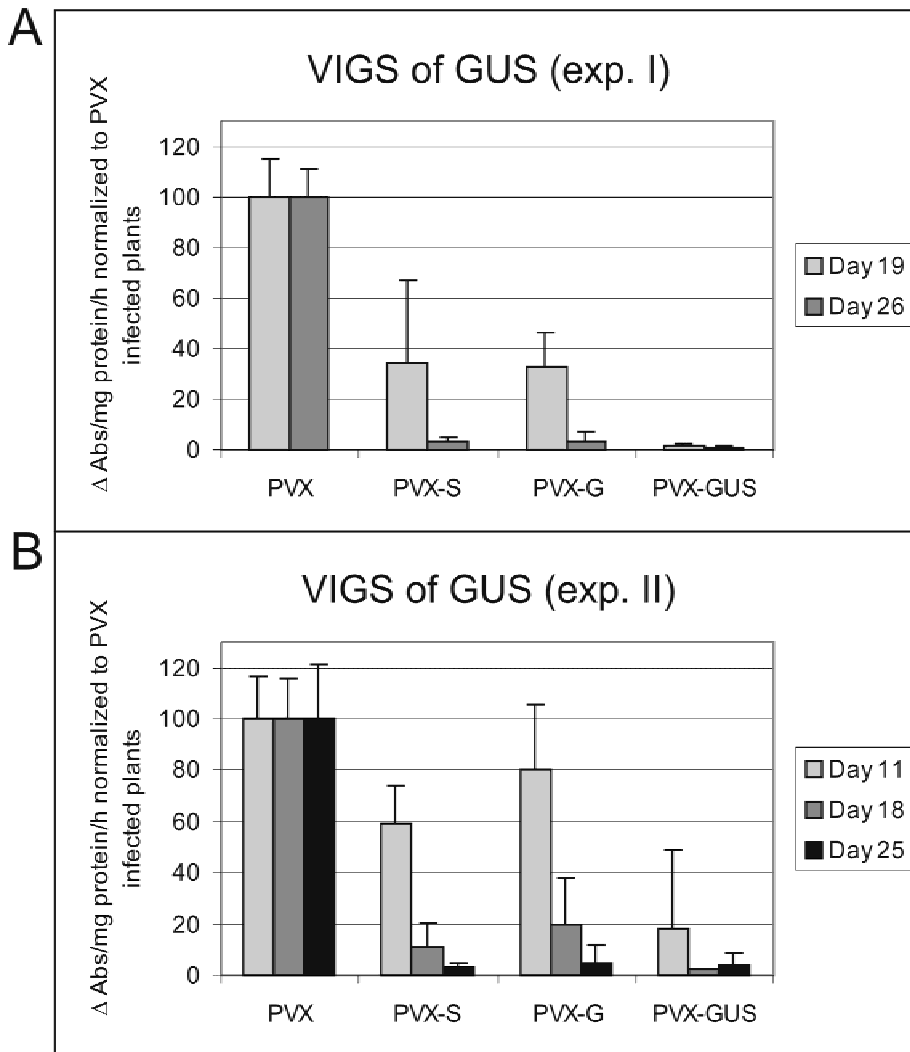 A
VIGS of GUS (exp. I)
Δ Abs/mg protein/h normalized to PVX
infected plants
120
100
80
60
40
20
0
PVX PVX-S PVX-G PVX-GUS
Day 19
Day 26
B
VIGS of GUS (exp. II)
Δ Abs/mg protein/h normalized to PVX
infected plants
120
100
80
60
40
20
0
PVX PVX-S PVX-G PVX-GUS
Day 11
Day 18
Day 25